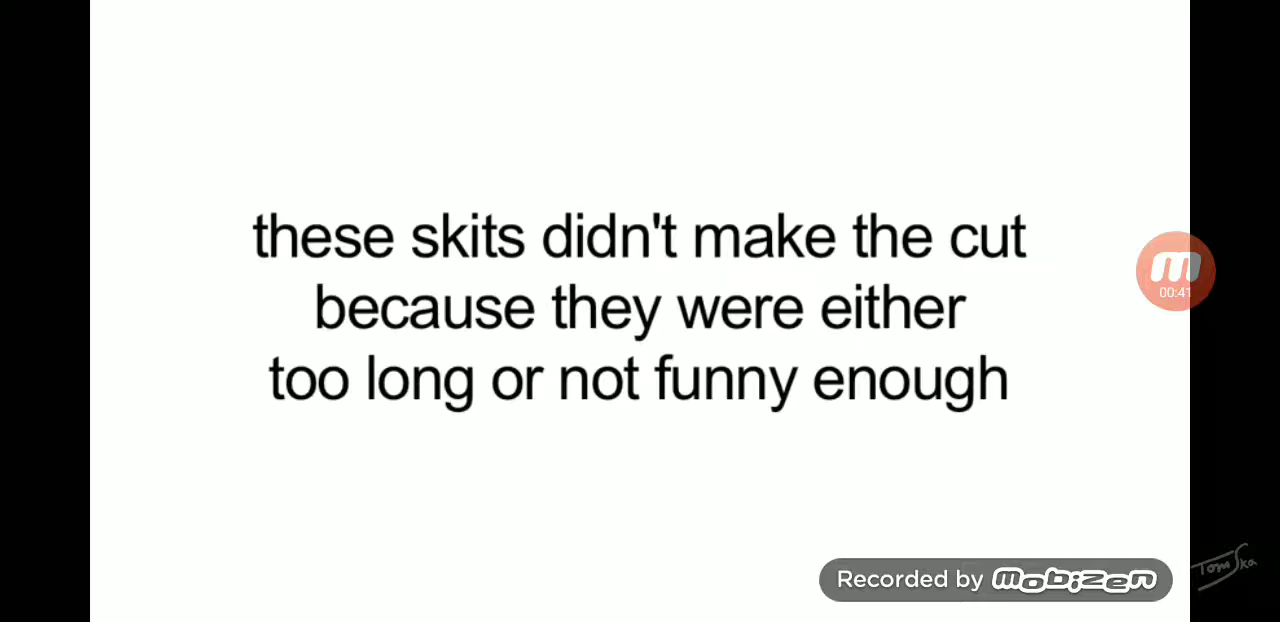 these skits didn't make the cut
because they were either
too long or not funny enough
00:41
Recorded by mobizen
TomSka